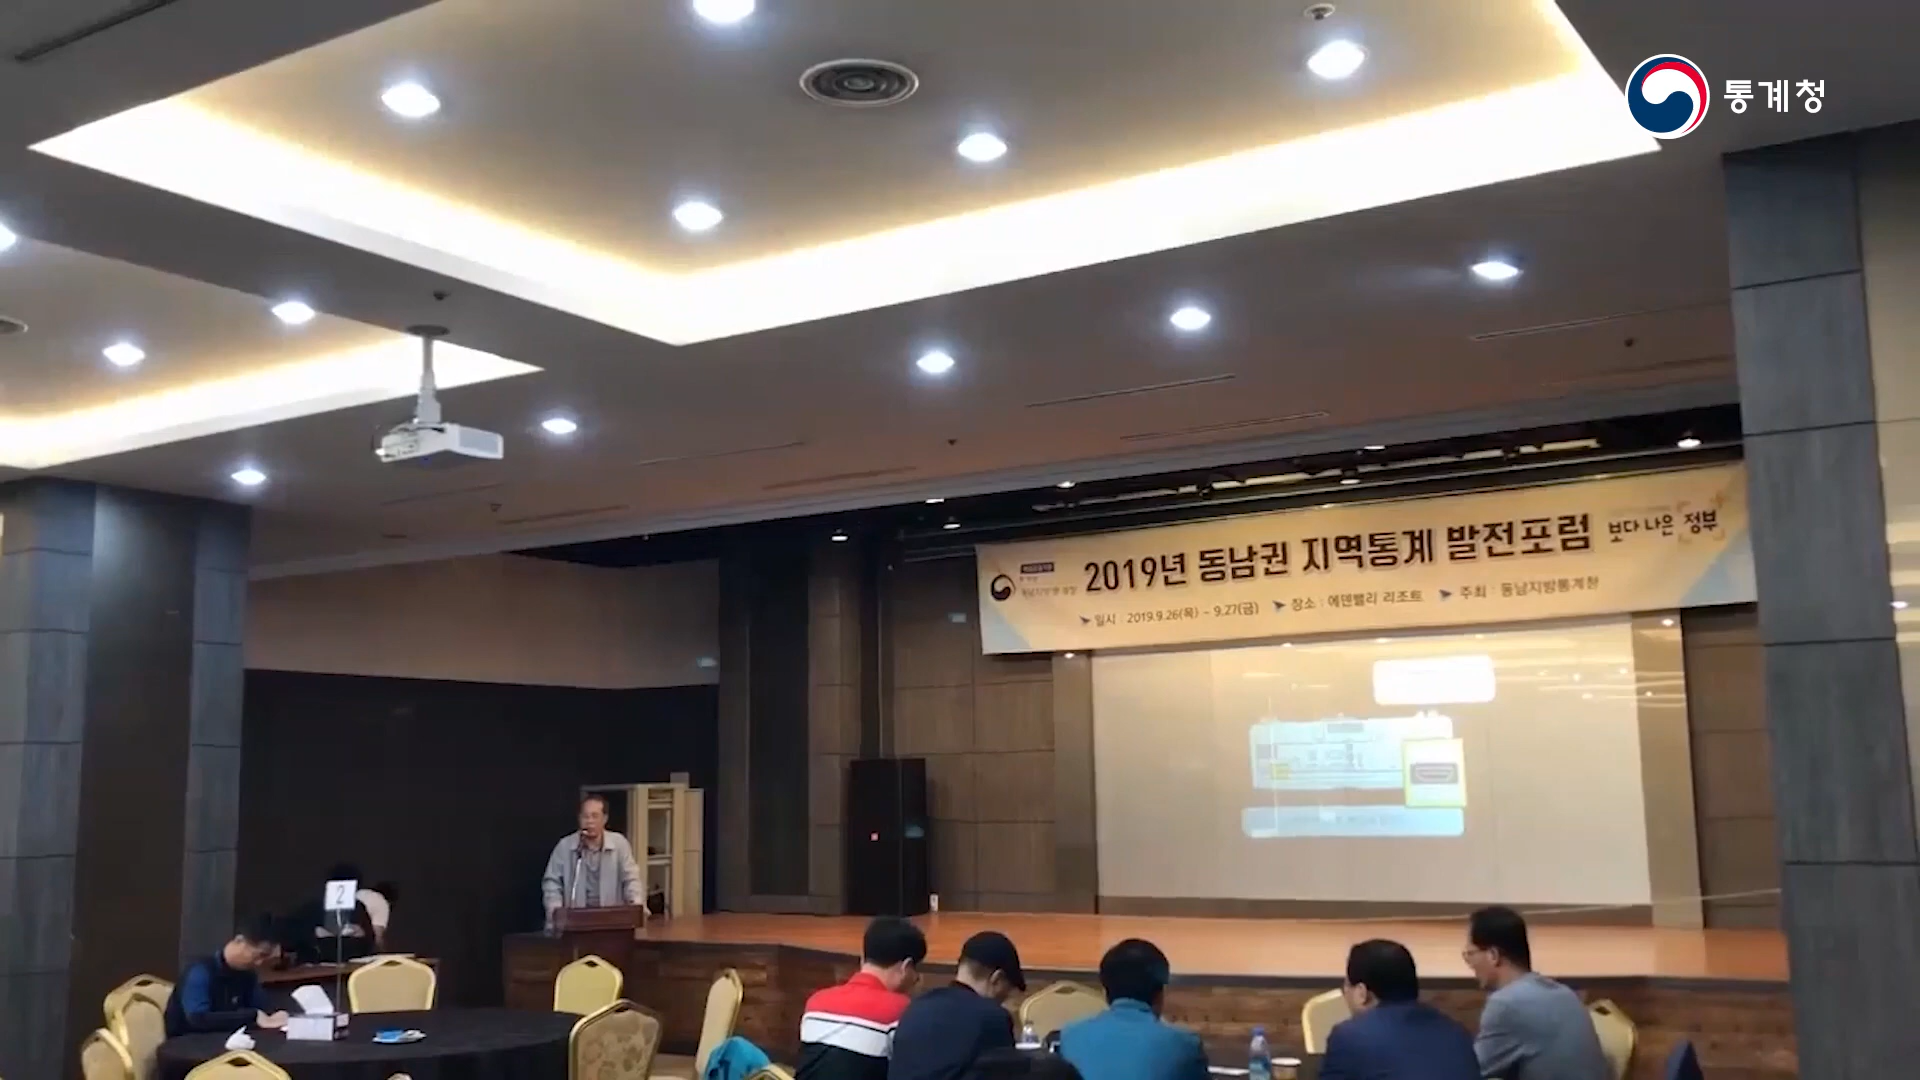 통계청
2019년 동남권 지역통계 발전포럼
보다 나은 정부
일시 : 2019.9.26(목) ~ 9.27(금) 장소 : 에덴밸리 리조트 주최 : 동남지방통계청
2